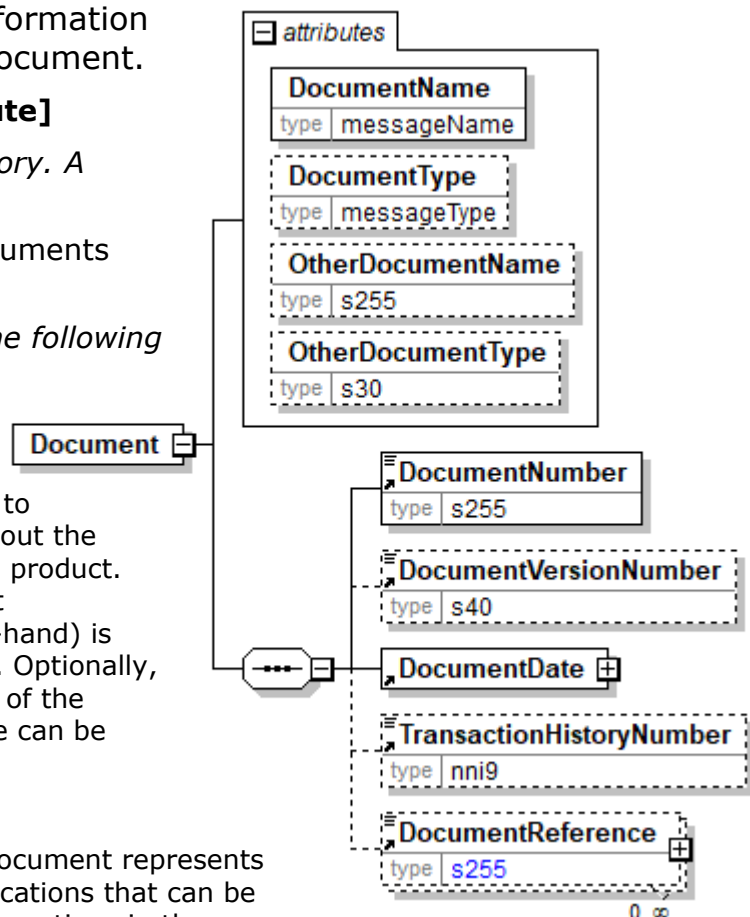 formation
ocument.
ute]
ory. A
uments
ne following
to
out the
product.
-hand) is
. Optionally,
of the
e can be
ocument represents
cations that can be
attributes
DocumentName
type messageName
DocumentType
type messageType
OtherDocumentName
type s255
OtherDocumentType
type s30
Document
DocumentNumber
type s255
DocumentVersionNumber
type s40
DocumentDate
TransactionHistoryNumber
type nni9
DocumentReference
type s255